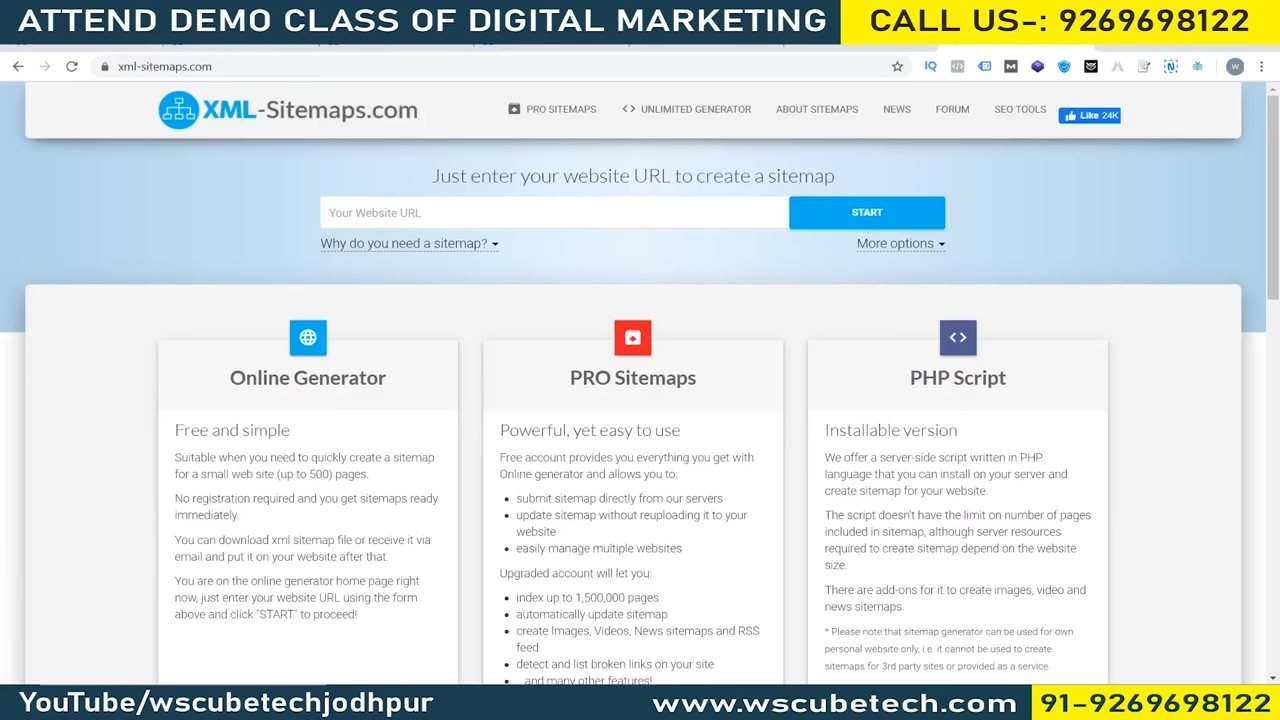 ATTEND DEMO CLASS OF DIGITAL MARKETING
CALL US-: 9269698122
xml-sitemaps.com
XML-Sitemaps.com
PRO SITEMAPS
UNLIMITED GENERATOR
ABOUT SITEMAPS
NEWS
FORUM
SEO TOOLS
Like 24K
Just enter your website URL to create a sitemap
Your Website URL
START
Why do you need a sitemap?
More options
Online Generator
Free and simple
Suitable when you need to quickly create a sitemap
for a small web site (up to 500) pages.
No registration required and you get sitemaps ready
immediately.
You can download xml sitemap file or receive it via
email and put it on your website after that.
You are on the online generator home page right
now, just enter your website URL using the form
above and click "START" to proceed!
PRO Sitemaps
Powerful, yet easy to use
Free account provides you everything you get with
Online generator and allows you to:
submit sitemap directly from our servers
update sitemap without reuploading it to your
website
easily manage multiple websites
Upgraded account will let you:
index up to 1,500,000 pages
automatically update sitemap
create Images, Videos, News sitemaps and RSS
feed
detect and list broken links on your site
...and many other features!
PHP Script
Installable version
We offer a server-side script written in PHP
language that you can install on your server and
create sitemap for your website.
The script doesn't have the limit on number of pages
included in sitemap, although server resources
required to create sitemap depend on the website
size.
There are add-ons for it to create images, video and
news sitemaps.
* Please note that sitemap generator can be used for own
personal website only, i.e. it cannot be used to create
sitemaps for 3rd party sites or provided as a service.
YouTube/wscubetechjodhpur
www.wscubetech.com
91-9269698122